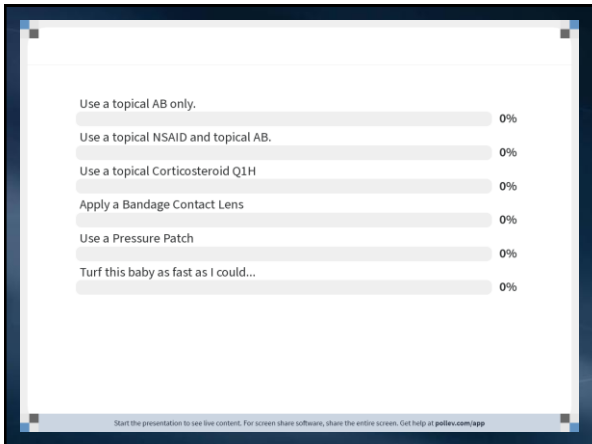 Use a topical AB only.
0%
Use a topical NSAID and topical AB.
0%
Use a topical Corticosteroid Q1H
0%
Apply a Bandage Contact Lens
0%
Use a Pressure Patch
0%
Turf this baby as fast as I could...
0%
Start the presentation to see live content. For screen share software, share the entire screen. Get help at pollev.com/app